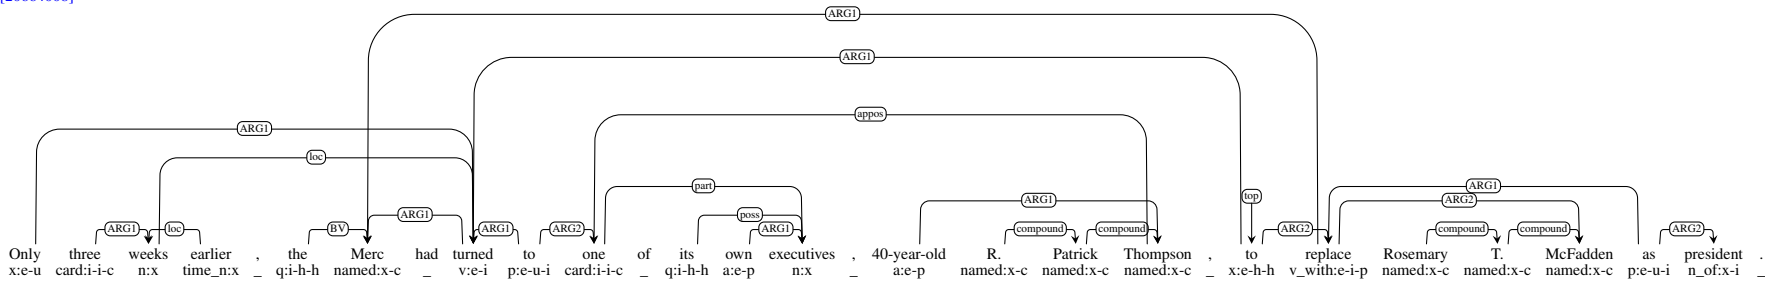 ARG1
ARG1
appos
ARG1
loc
part
top ARG1
ARG1 poss ARG2
ARG1 loc BV ARG1 ARG1 ARG2 ARG1 compound compound ARG2 compound compound ARG2
Only three weeks earlier , the Merc had turned to one of its own executives , 40-year-old R. Patrick Thompson , to replace Rosemary T. McFadden as president .
x:e-u card:i-i-c n:x time_n:x _ q:i-h-h named:x-c _ v:e-i p:e-u-i card:i-i-c _ q:i-h-h a:e-p n:x _ a:e-p named:x-c named:x-c named:x-c _ x:e-h-h v_with:e-i-p named:x-c named:x-c named:x-c p:e-u-i n_of:x-i _